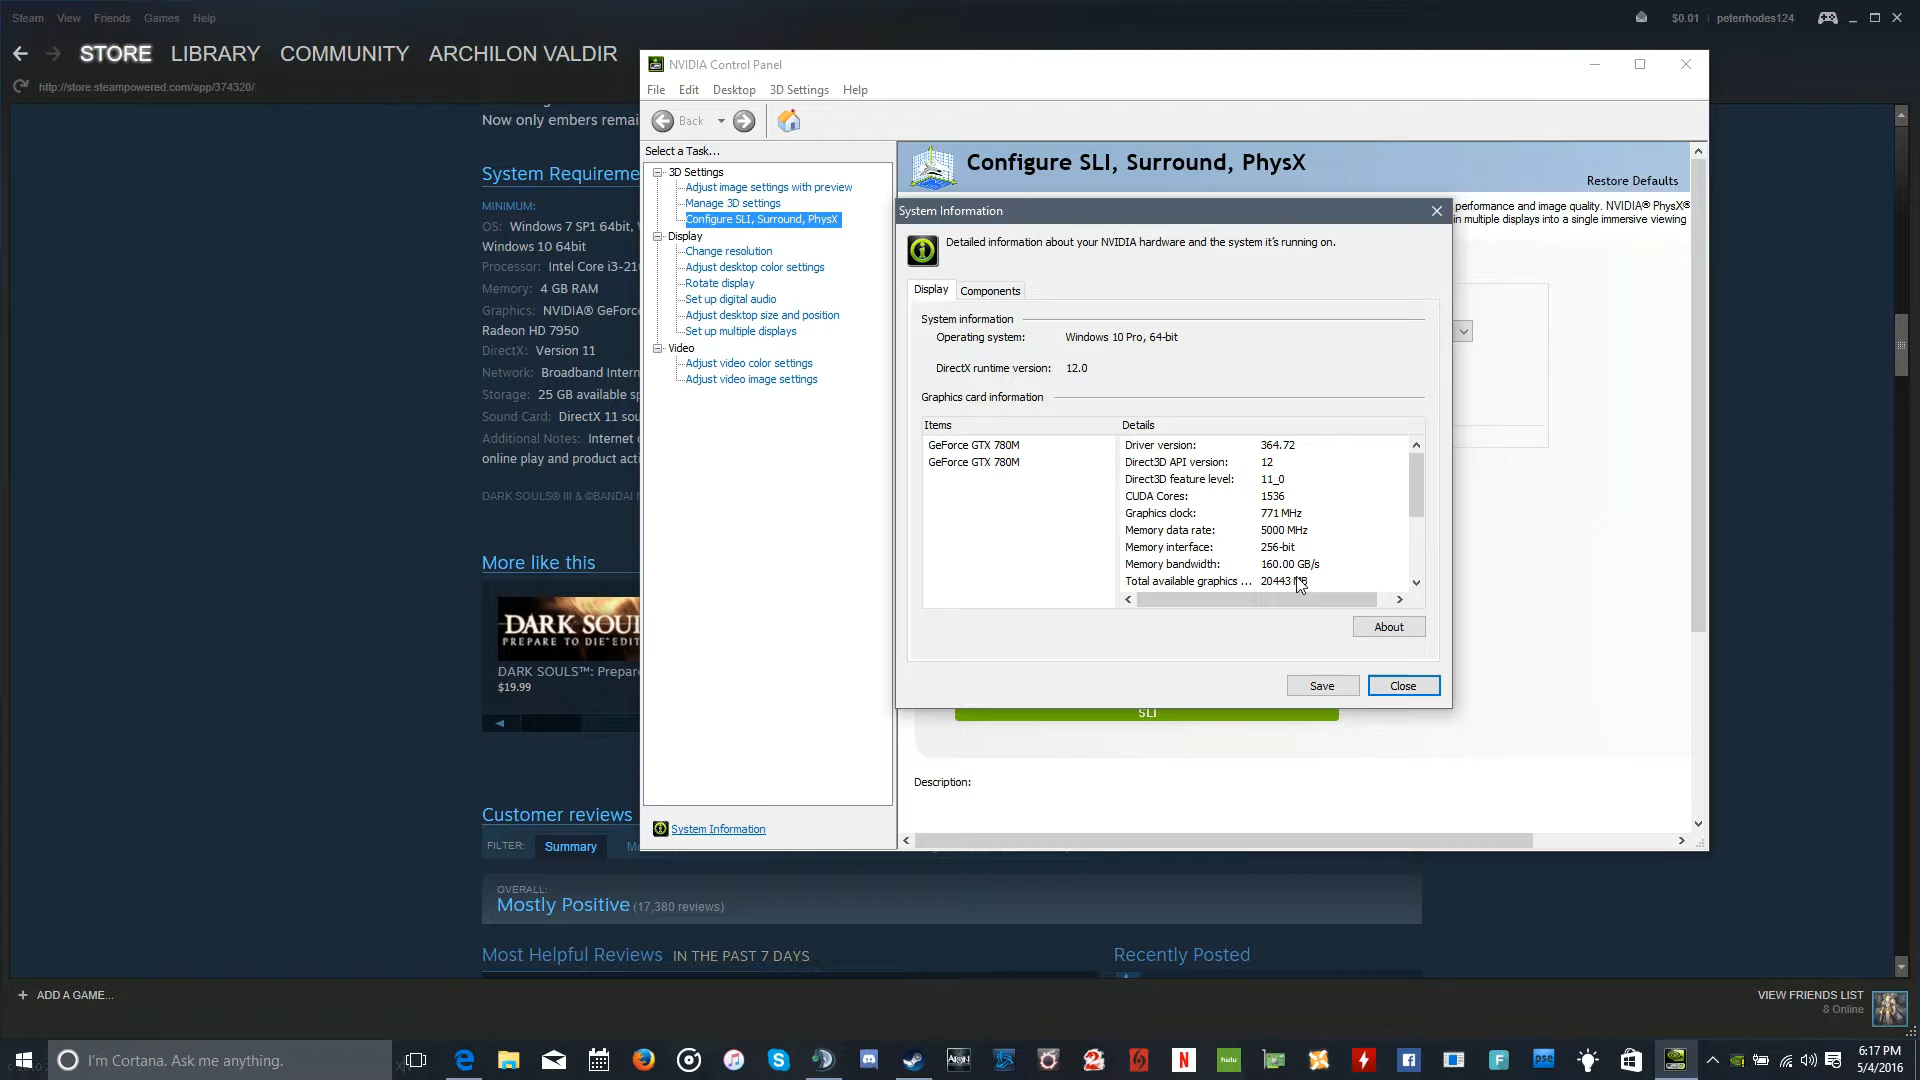 Steam View Friends Games Help
$0.01 | peterrhodes124
STORE LIBRARY COMMUNITY ARCHILON VALDIR
http://store.steampowered.com/app/374320/
Now only embers remai
System Requireme
MINIMUM:
OS: Windows 7 SP1 64bit, W
Windows 10 64bit
Processor: Intel Core i3-21
Memory: 4 GB RAM
Graphics: NVIDIA® GeForc
Radeon HD 7950
DirectX: Version 11
Network: Broadband Intern
Storage: 25 GB available s
Sound Card: DirectX 11 sou
Additional Notes: Internet c
online play and product acti
DARK SOULS® III & ©BANDAI
More like this
DARK SOUL
PREPARE TO DIE EDIT
DARK SOULS™: Prepare
$19.99
Customer reviews
FILTER: Summary M
OVERALL:
Mostly Positive (17,380 reviews)
Most Helpful Reviews IN THE PAST 7 DAYS
Recently Posted
+ ADD A GAME...
VIEW FRIENDS LIST
8 Online
NVIDIA Control Panel
File Edit Desktop 3D Settings Help
Back
Select a Task...
3D Settings
Adjust image settings with preview
Manage 3D settings
Configure SLI, Surround, PhysX
Display
Change resolution
Adjust desktop color settings
Rotate display
Set up digital audio
Adjust desktop size and position
Set up multiple displays
Video
Adjust video color settings
Adjust video image settings
System Information
Configure SLI, Surround, PhysX
Restore Defaults
performance and image quality. NVIDIA® PhysX®
in multiple displays into a single immersive viewing
SLI
Description:
System Information
Detailed information about your NVIDIA hardware and the system it's running on.
Display Components
System information
Operating system: Windows 10 Pro, 64-bit
DirectX runtime version: 12.0
Graphics card information
Items Details
GeForce GTX 780M
GeForce GTX 780M
Driver version: 364.72
Direct3D API version: 12
Direct3D feature level: 11_0
CUDA Cores: 1536
Graphics clock: 771 MHz
Memory data rate: 5000 MHz
Memory interface: 256-bit
Memory bandwidth: 160.00 GB/s
Total available graphics ... 20443 MB
About
Save Close
I'm Cortana. Ask me anything.
AION
hulu
pse
6:17 PM
5/4/2016